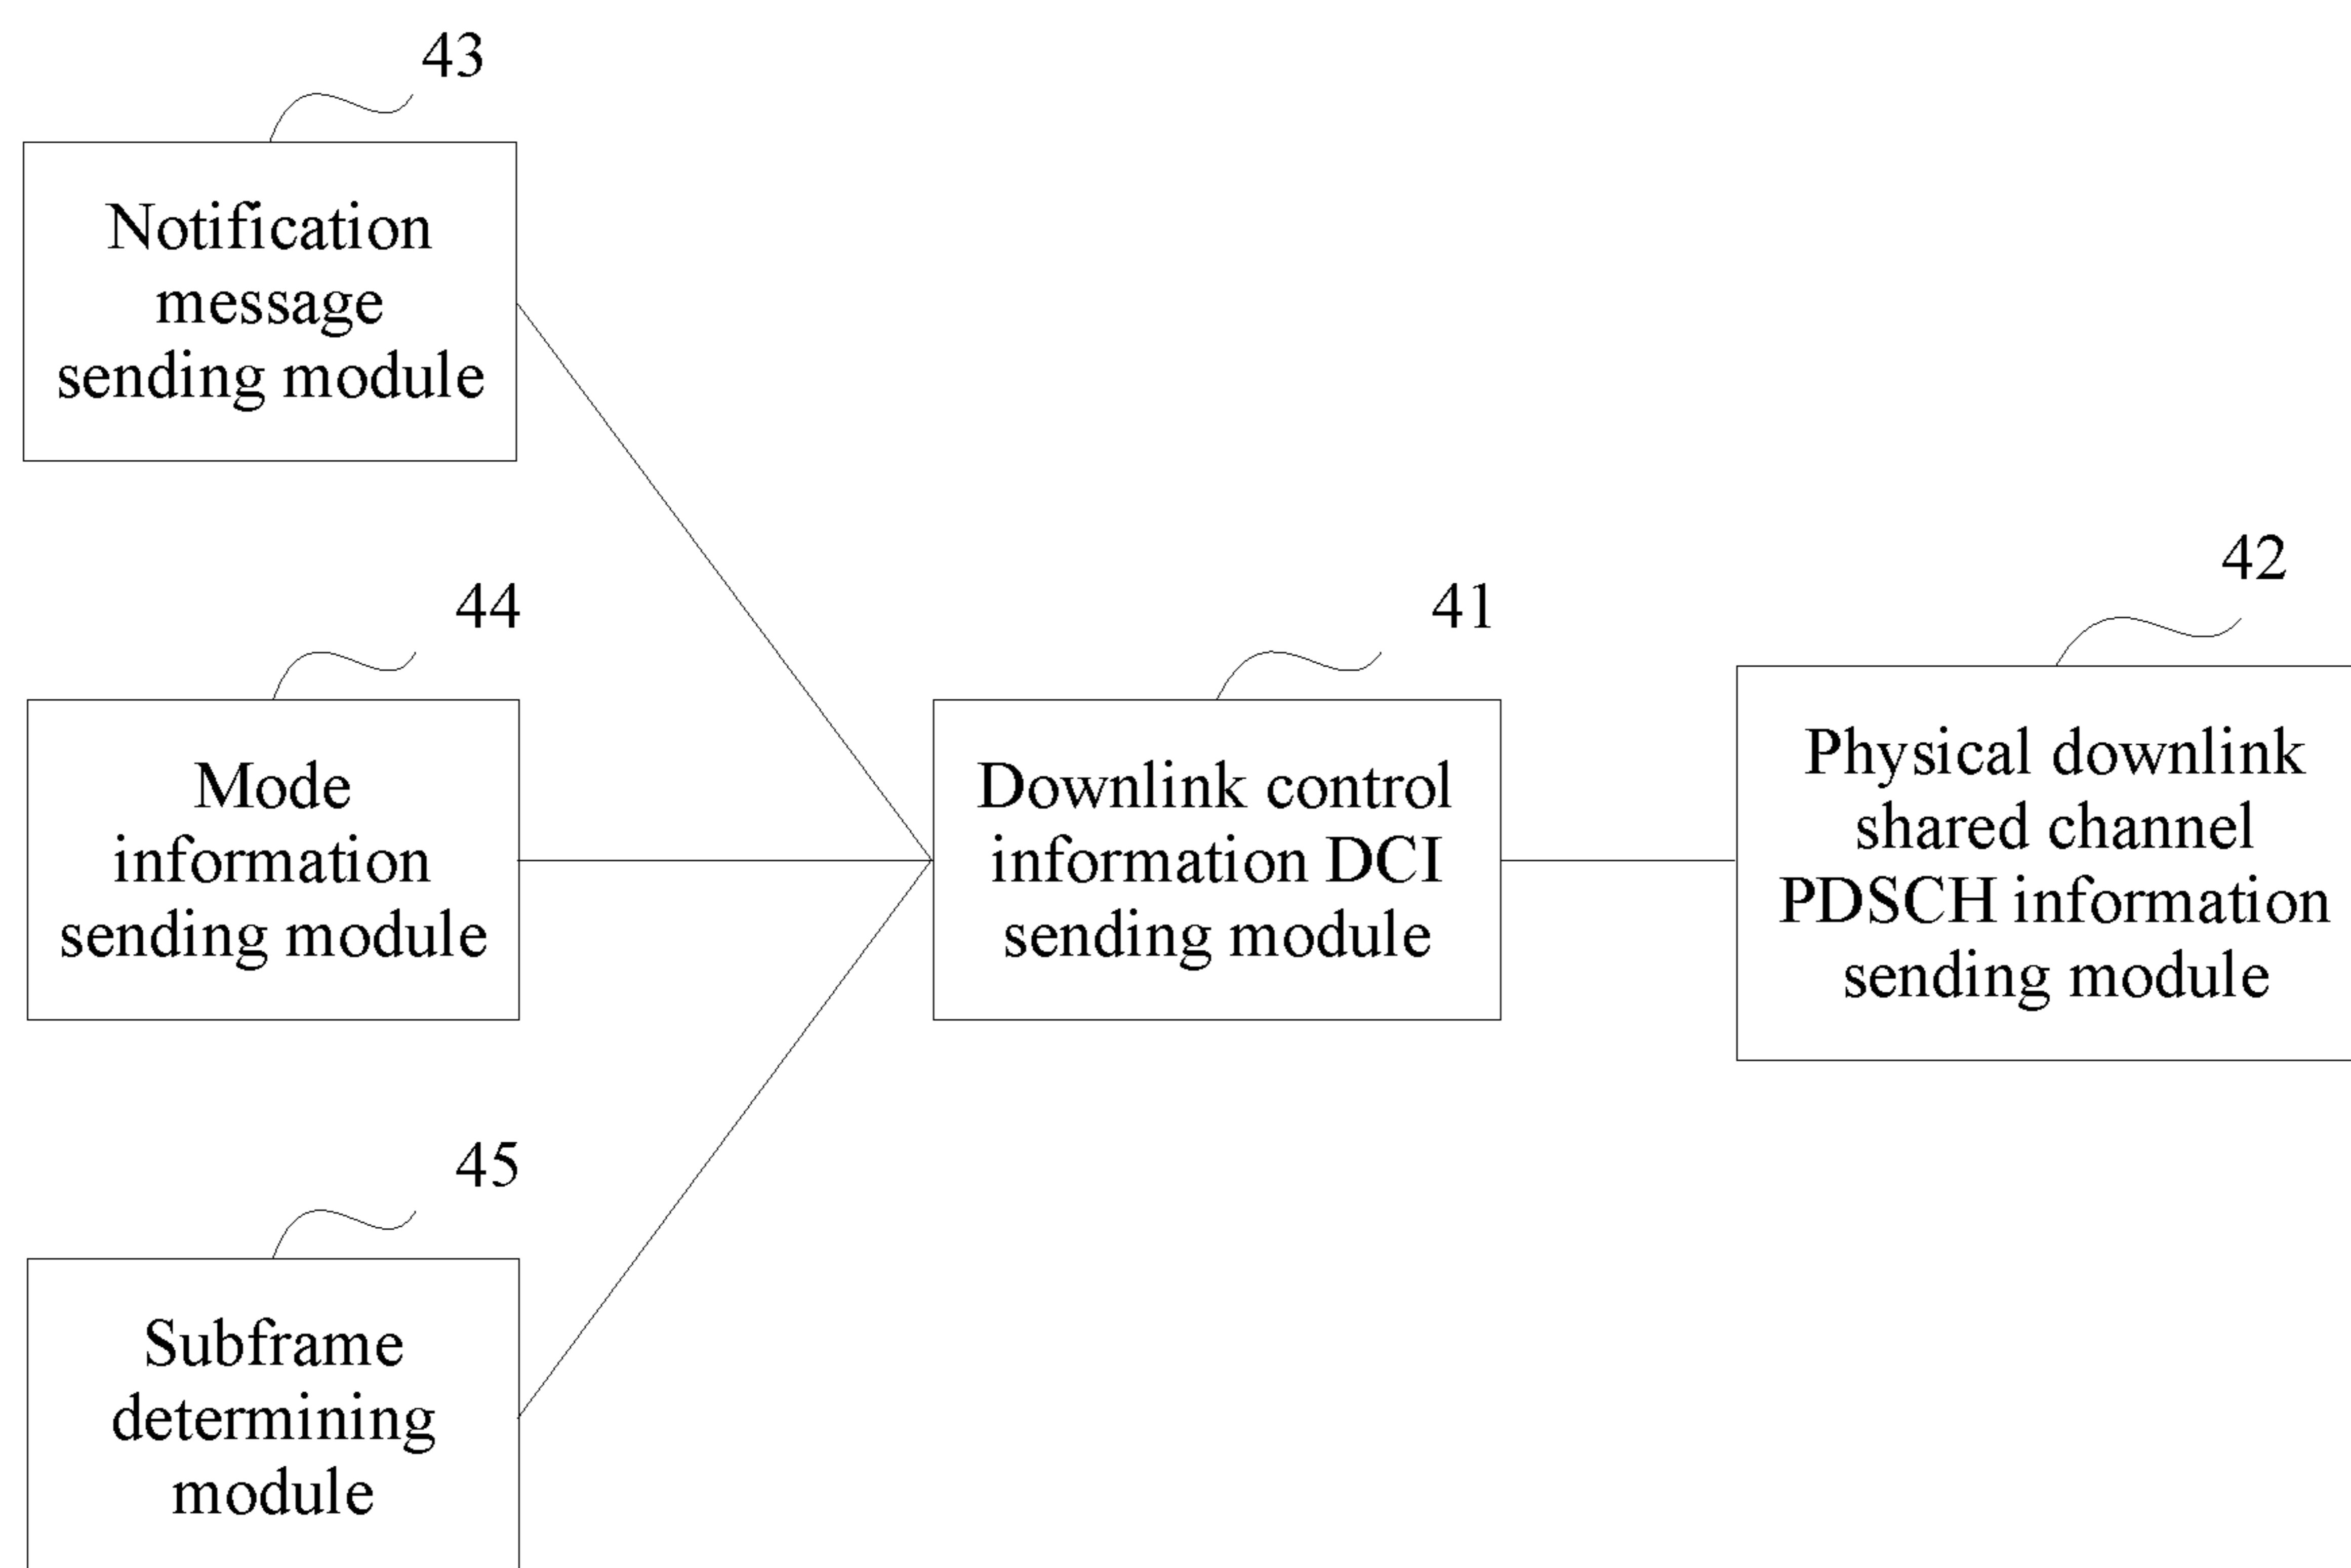 43
Notification
message
sending module
44
Mode
information
sending module
45
Subframe
determining
module
41
Downlink control
information DCI
sending module
42
Physical downlink
shared channel
PDSCH information
sending module